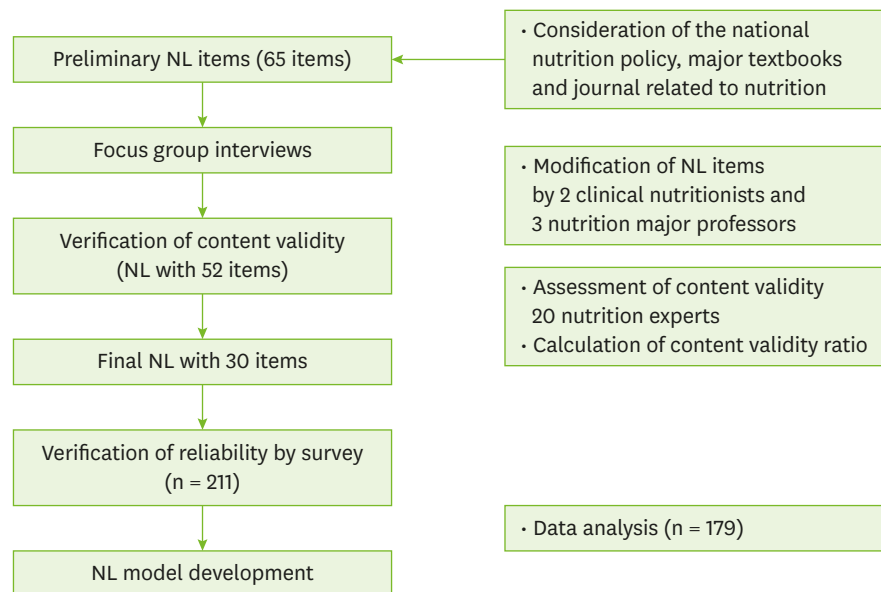 Preliminary NL items (65 items)
· Consideration of the national
nutrition policy, major textbooks
and journal related to nutrition
Focus group interviews
· Modification of NL items
by 2 clinical nutritionists and
3 nutrition major professors
Verification of content validity
(NL with 52 items)
· Assessment of content validity
20 nutrition experts
· Calculation of content validity ratio
Final NL with 30 items
Verification of reliability by survey
(n = 211)
· Data analysis (n = 179)
NL model development